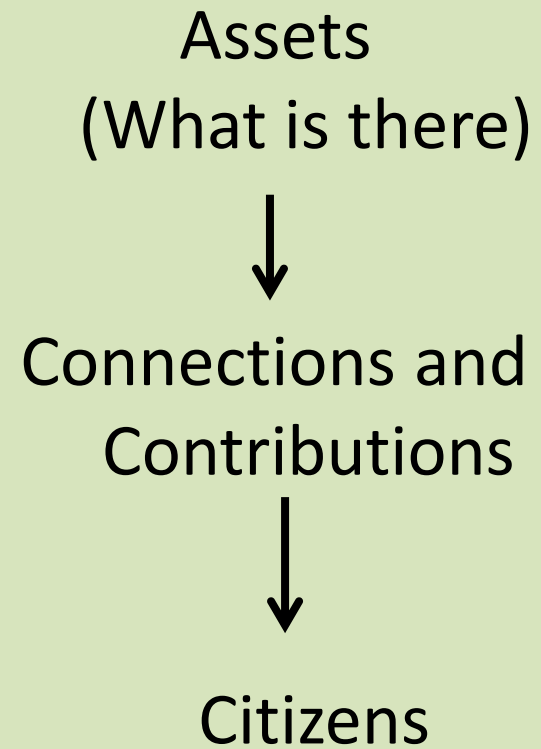 Assets
(What is there)
Connections and
Contributions
Citizens